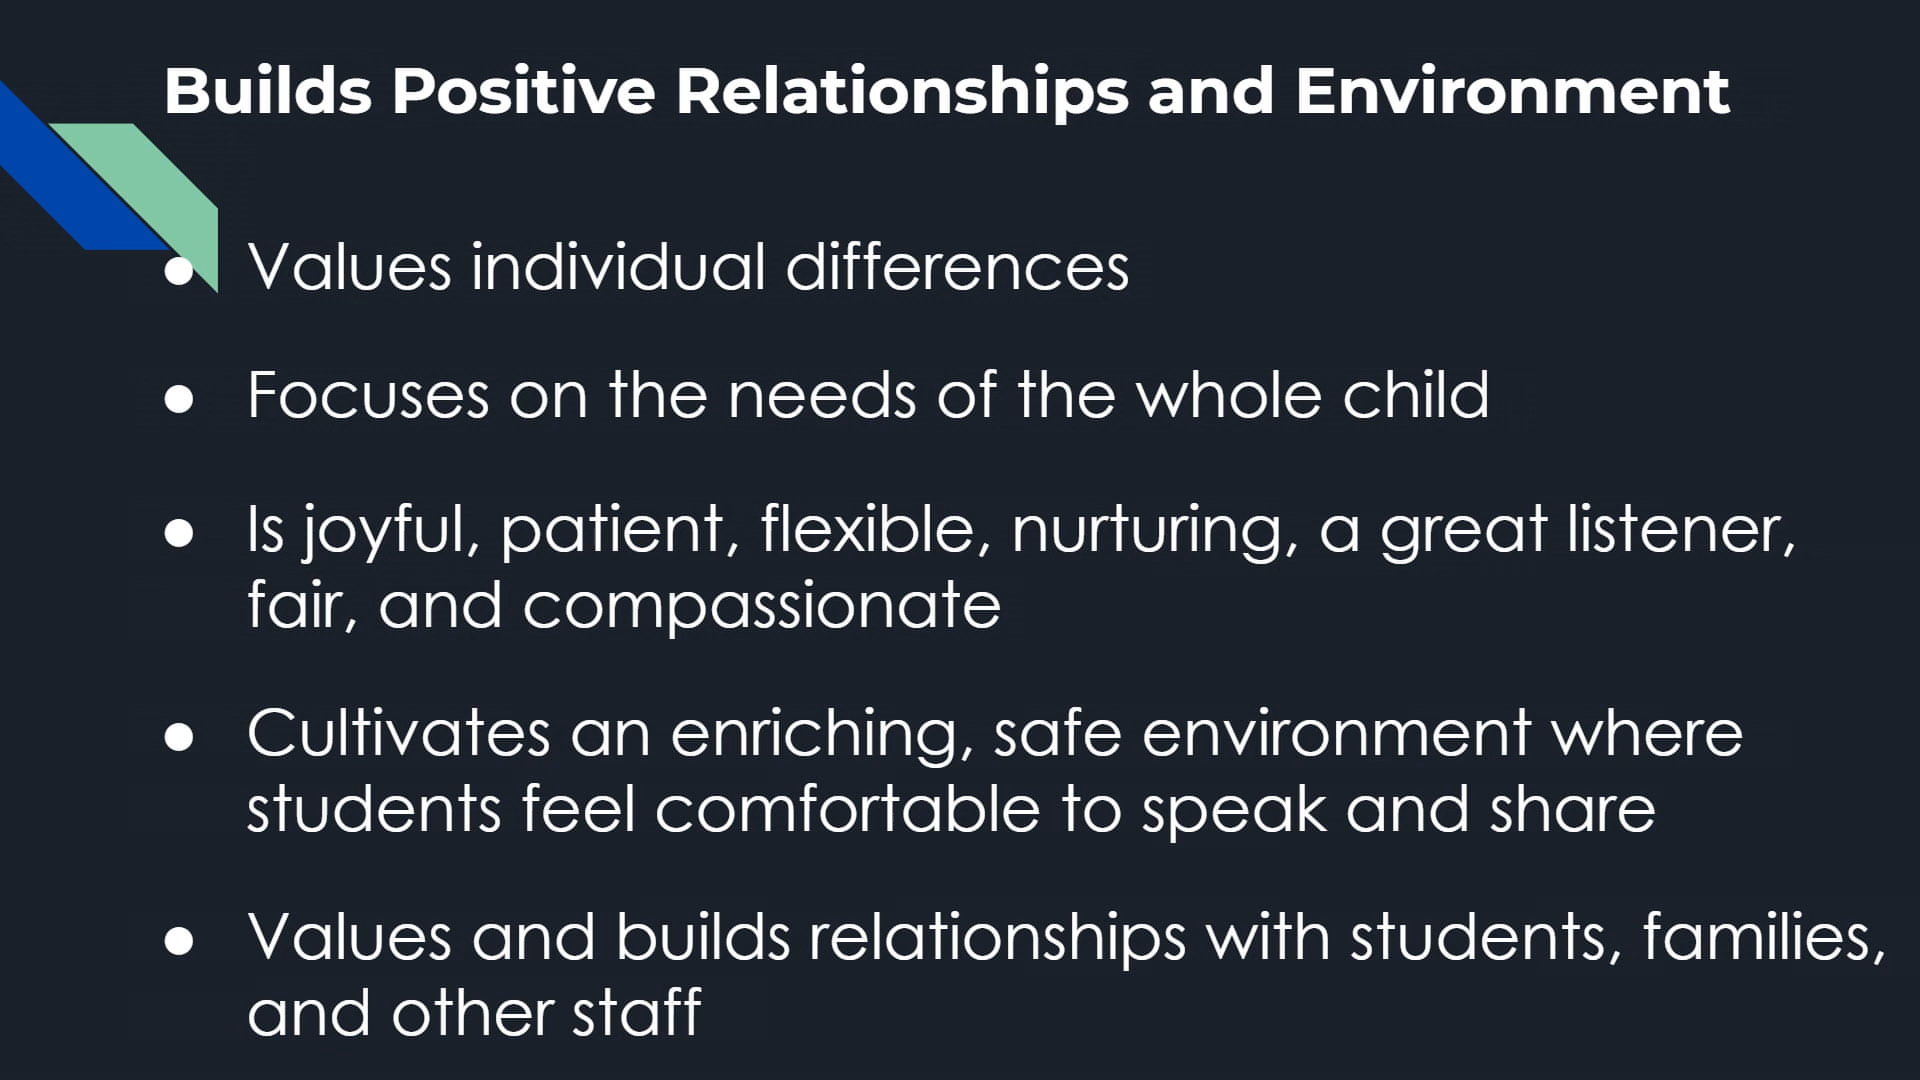 Builds Positive Relationships and Environment
● Values individual differences
● Focuses on the needs of the whole child
● Is joyful, patient, flexible, nurturing, a great listener,
fair, and compassionate
● Cultivates an enriching, safe environment where
students feel comfortable to speak and share
● Values and builds relationships with students, families,
and other staff